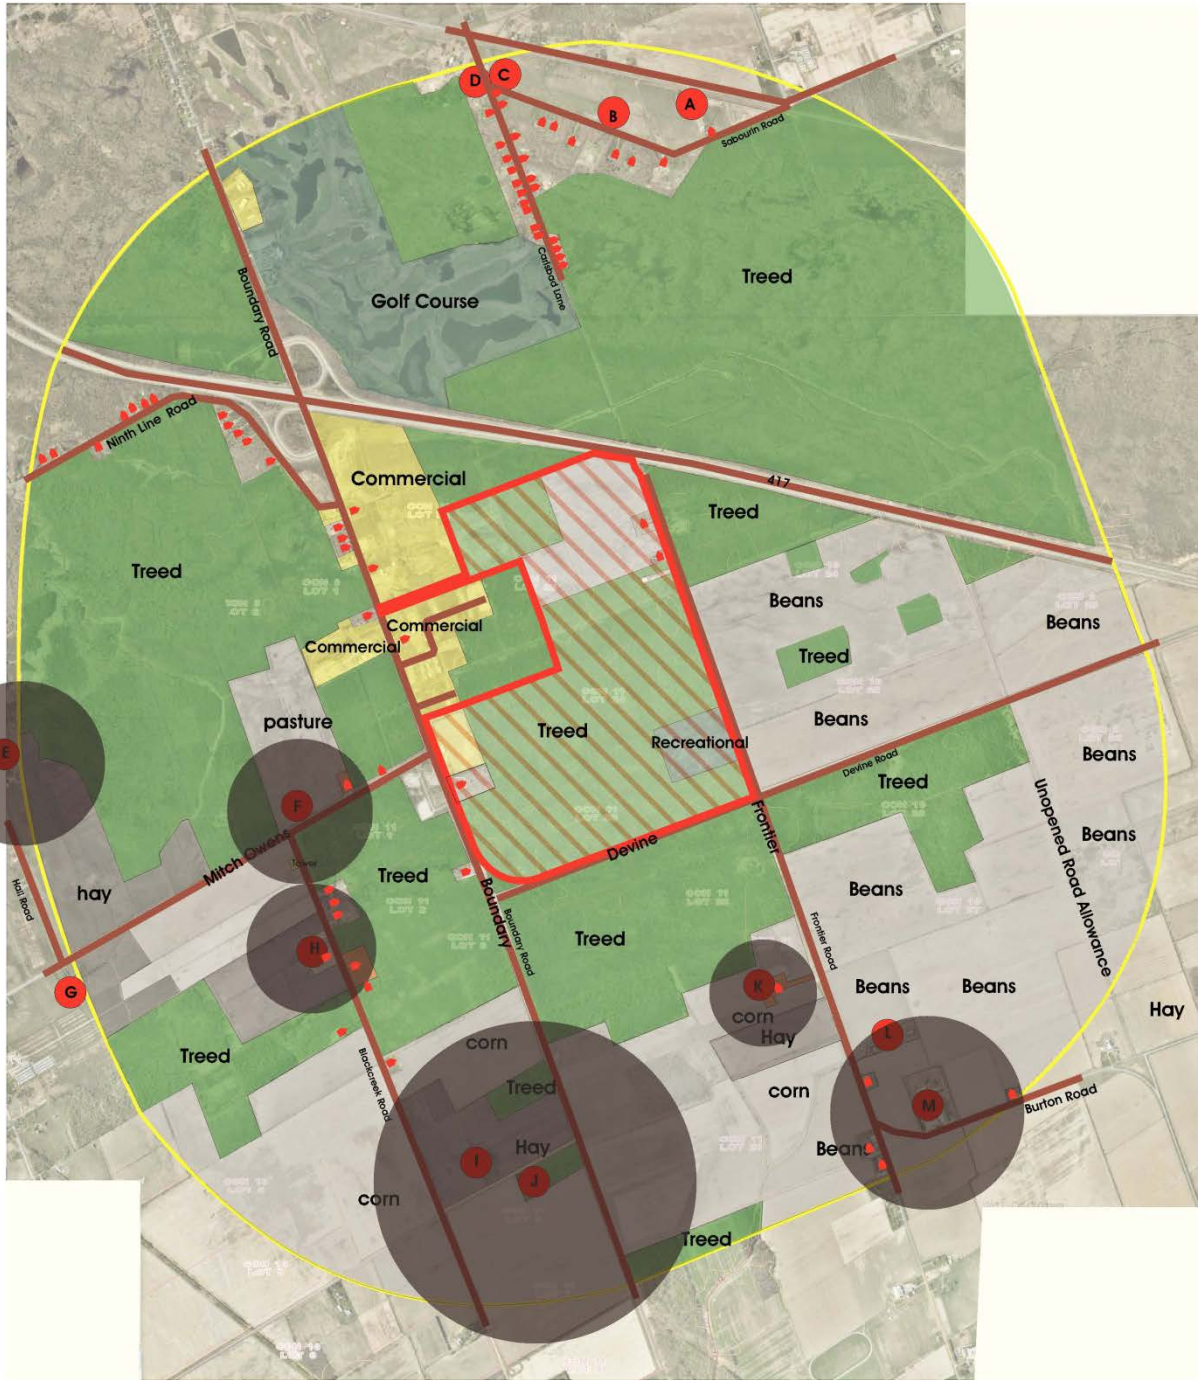 D
C
A
B
Sabourin Road
Treed
Carlsbad Lane
Boundary Road
Golf Course
Ninth Line Road
Commercial
417
Treed
Treed
Beans
Beans
Commercial
Commercial
Treed
Beans
pasture
Treed
Recreational
E
Devine Road
Beans
Treed
F
Unopened Road Allowance
Frontier
Mitch Owens
Devine
Beans
Tower
Treed
hay
Beans
Hall Road
Boundary
Boundary Road
Treed
Frontier Road
H
G
K
Beans
Beans
corn
Hay
Hay
L
corn
Treed
Blackcreek Road
Treed
corn
M
Burton Road
Hay
Beans
I
J
corn
Treed